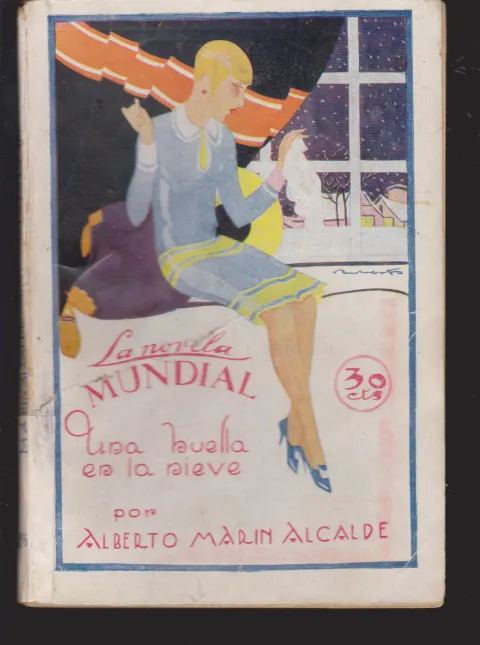 La novela
MUNDIAL
30
cts
Una huella
en la nieve
por
ALBERTO MARIN ALCALDE